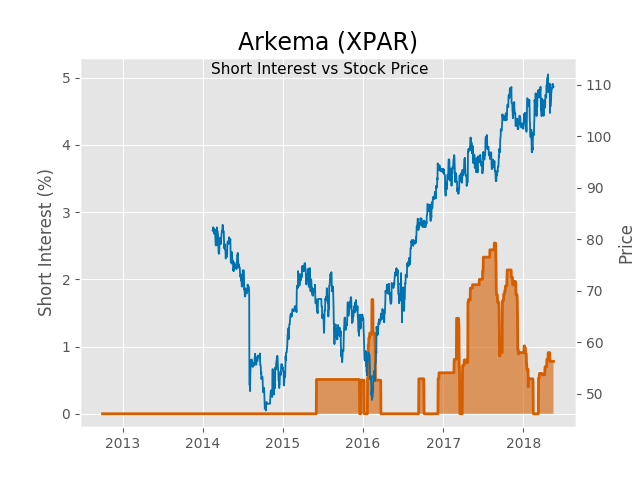 Arkema (XPAR)
Short Interest vs Stock Price
5
4
3
2
1
0
Short Interest (%)
110
100
90
80
70
60
50
Price
2013 2014 2015 2016 2017 2018